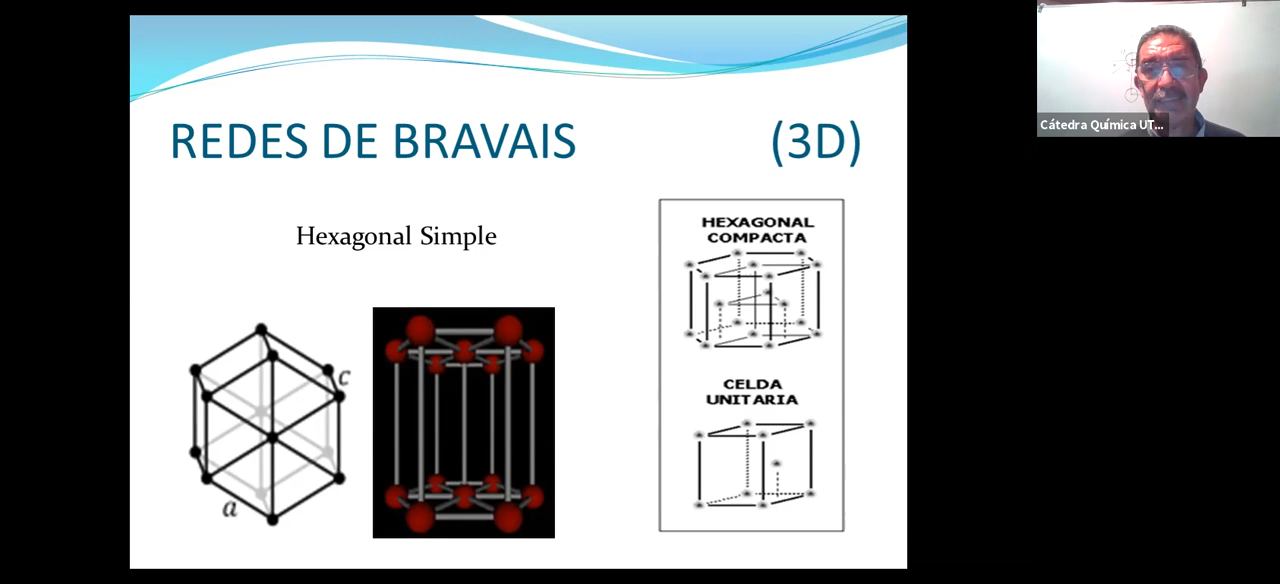 REDES DE BRAVAIS (3D)
Hexagonal Simple
c
a
HEXAGONAL
COMPACTA
CELDA
UNITARIA
Cátedra Química UT...